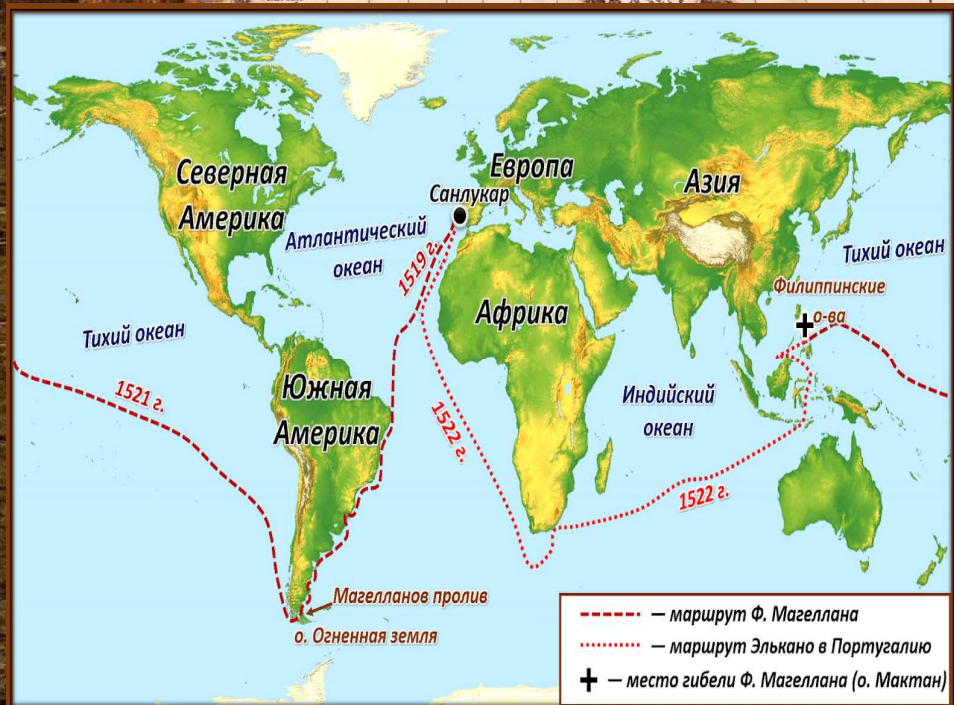 Северная
Америка
Европа
Санлукар
Азия
Атлантический
океан
1519 г.
Тихий океан
Филиппинские
о-ва
Африка
Тихий океан
1521 г.
Южная
Америка
1522 г.
Индийский
океан
1522 г.
Магелланов пролив
о. Огненная земля
— маршрут Ф. Магеллана
— маршрут Элькано в Португалию
— место гибели Ф. Магеллана (о. Мактан)